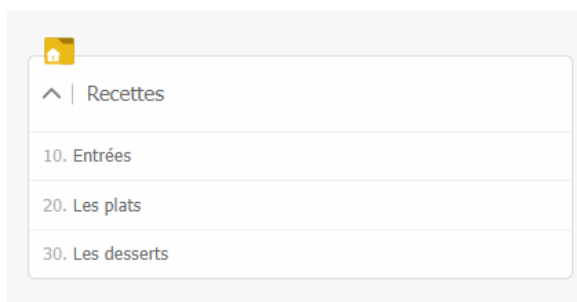 Recettes
10. Entrées
20. Les plats
30. Les desserts